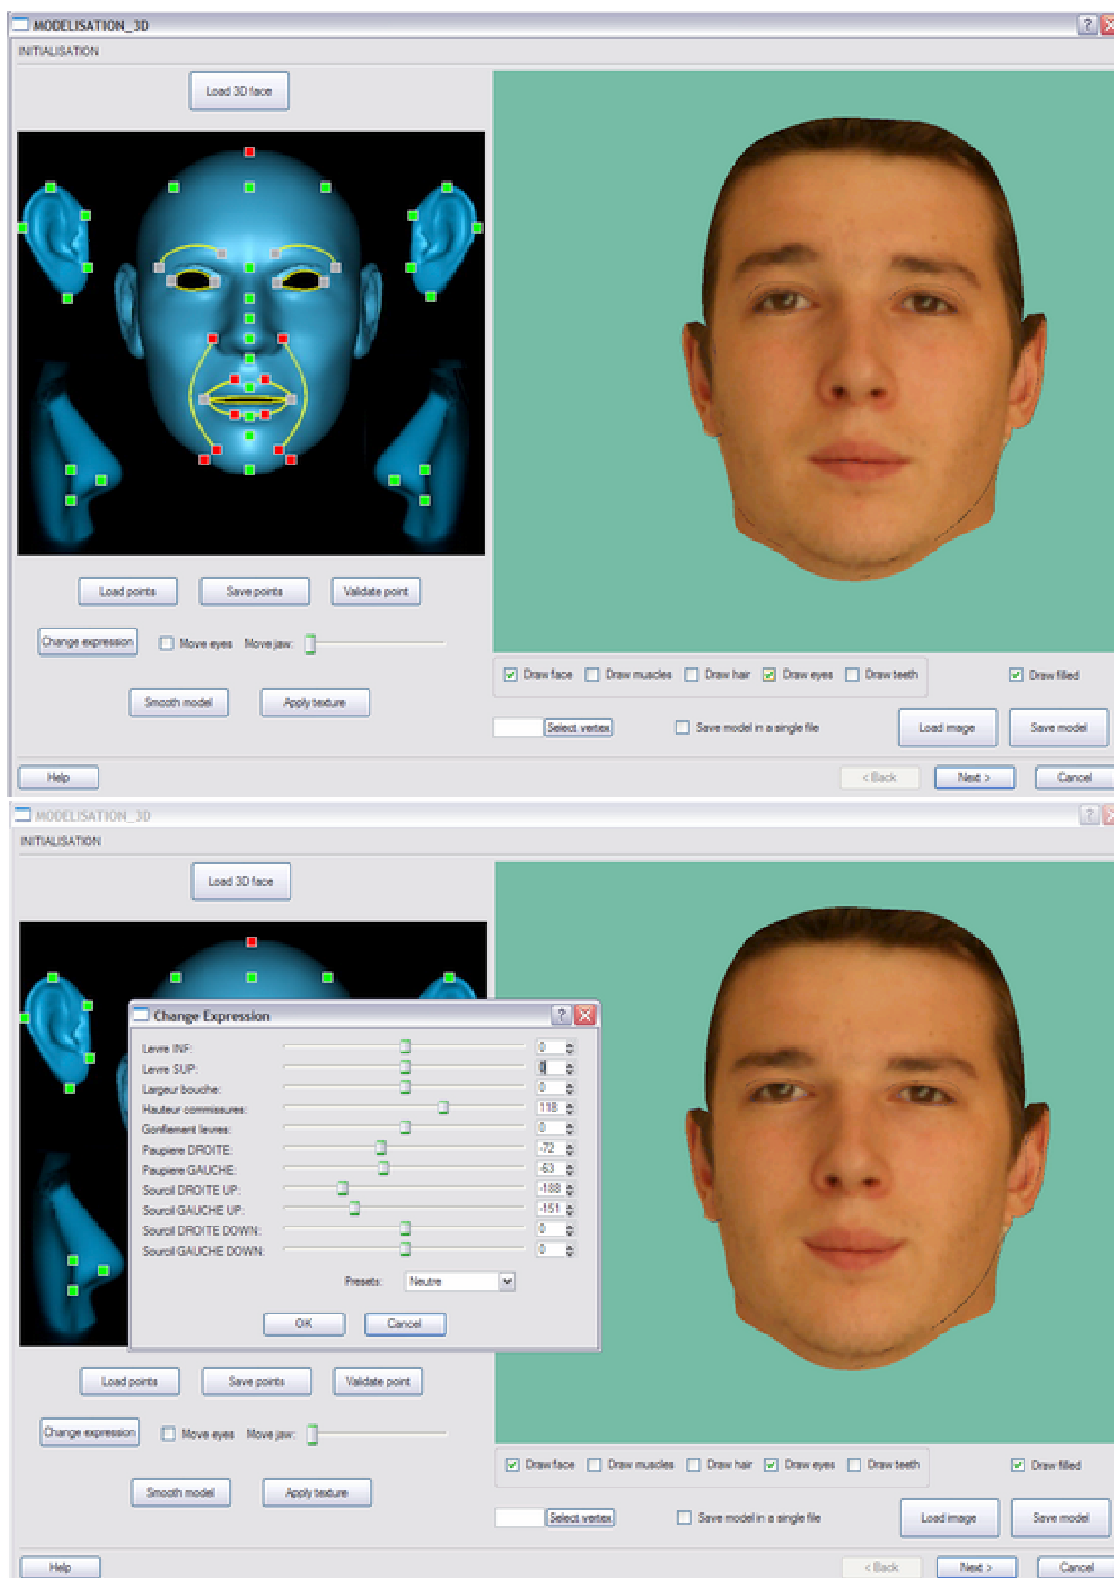 MODELISATION_3D
INITIALISATION
Load 3D face
Load points Save points Validate point
Change expression Move eyes Move jaw:
Draw face Draw muscles Draw hair Draw eyes Draw teeth Draw filled
Smooth model Apply texture
Select vertex Save model in a single file Load image Save model
Help < Back Next > Cancel
MODELISATION_3D
INITIALISATION
Load 3D face
Change Expression
Levre INF: 0
Levre SUP: 0
Largeur bouche: 0
Hauteur commissures: 118
Gonflement levres: 0
Paupiere DROITE: -72
Paupiere GAUCHE: -63
Sourcil DROITE UP: -188
Sourcil GAUCHE UP: -151
Sourcil DROITE DOWN: 0
Sourcil GAUCHE DOWN: 0
Presets: Neutre
OK Cancel
Load points Save points Validate point
Change expression Move eyes Move jaw:
Draw face Draw muscles Draw hair Draw eyes Draw teeth Draw filled
Smooth model Apply texture
Select vertex Save model in a single file Load image Save model
Help < Back Next > Cancel